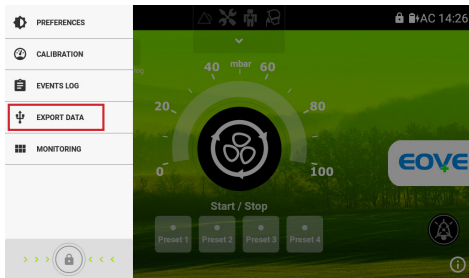 PREFERENCES
CALIBRATION
EVENTS LOG
EXPORT DATA
MONITORING
> > >
< < <
AC 14:26
mbar
0
20
40
60
80
100
Start / Stop
Preset 1
Preset 2
Preset 3
Preset 4
EOVE